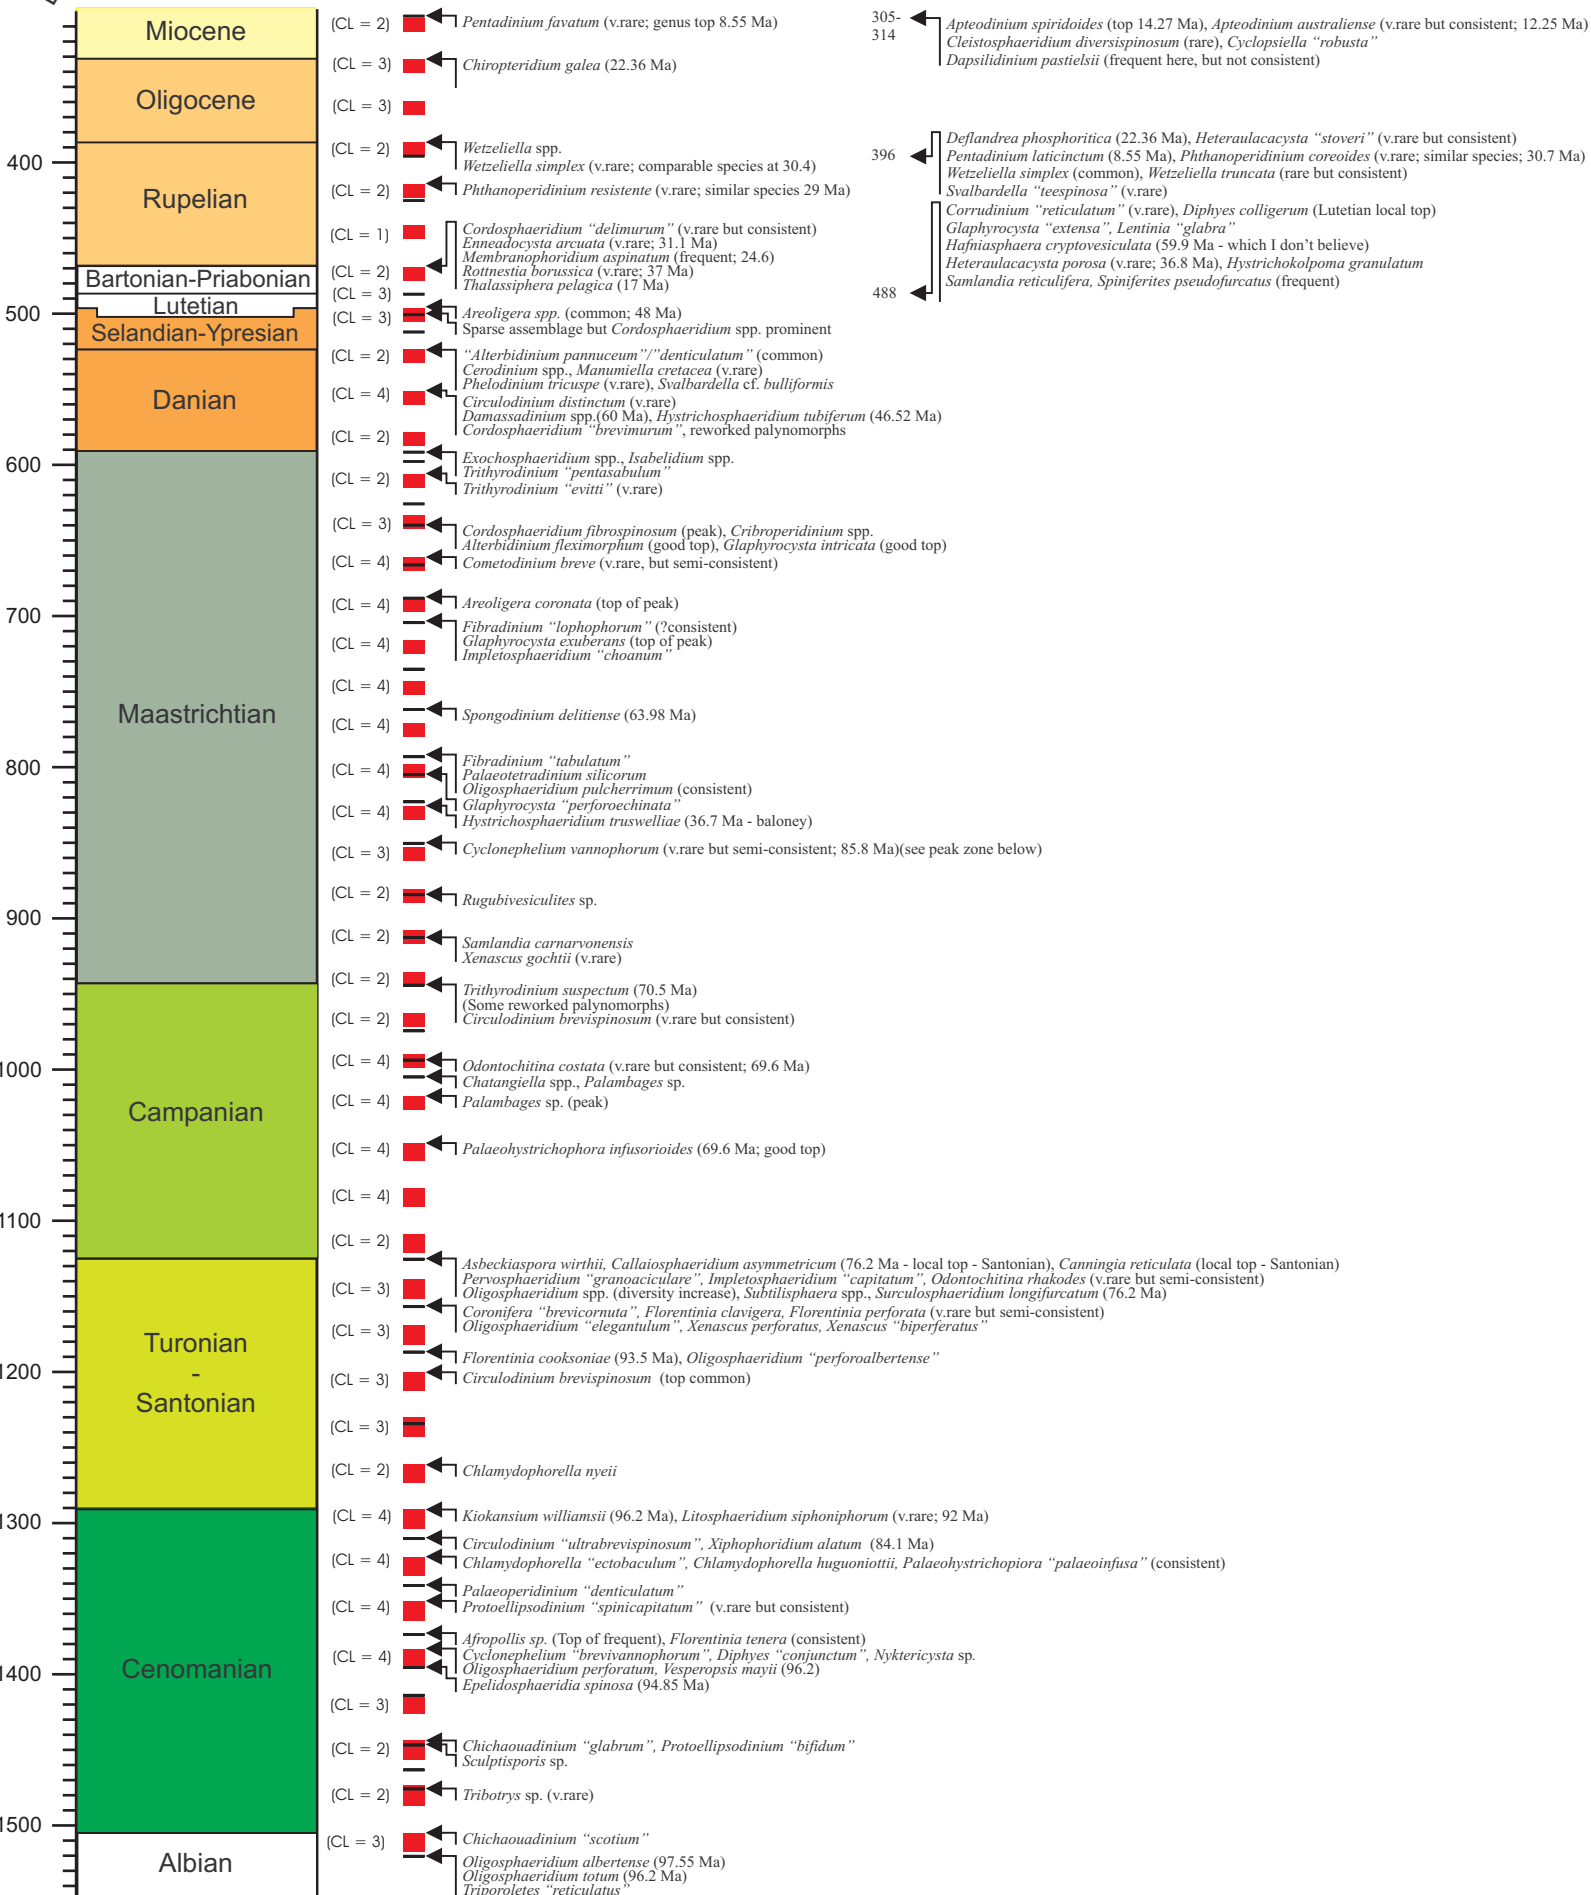 Miocene
Oligocene
400
Rupelian
Bartonian-Priabonian
Lutetian
500
Selandian-Ypresian
Danian
600
700
Maastrichtian
800
900
1000
Campanian
1100
Turonian
-
Santonian
1200
1300
Cenomanian
1400
1500
Albian
(CL = 2)
Pentadinium favatum (v.rare; genus top 8.55 Ma)
(CL = 3)
Chiropteridium galea (22.36 Ma)
(CL = 3)
(CL = 2)
Wetzeliella spp.
Wetzeliella simplex (v.rare; comparable species at 30.4)
(CL = 2)
Phthanoperidinium resistente (v.rare; similar species 29 Ma)
(CL = 1)
Cordosphaeridium “delimurum” (v.rare but consistent)
Enneadocysta arcuata (v.rare; 31.1 Ma)
Membranophoridium aspinatum (frequent; 24.6)
(CL = 2)
Rottnestia borussica (v.rare; 37 Ma)
Thalassiphera pelagica (17 Ma)
(CL = 3)
(CL = 3)
Areoligera spp. (common; 48 Ma)
Sparse assemblage but Cordosphaeridium spp. prominent
(CL = 2)
“Alterbidinium pannuceum”/”denticulatum” (common)
Cerodinium spp., Manumiella cretacea (v.rare)
Phelodinium tricuspe (v.rare), Svalbardella cf. bulliformis
(CL = 4)
Circulodinium distinctum (v.rare)
Damassadinium spp.(60 Ma), Hystrichosphaeridium tubiferum (46.52 Ma)
Cordosphaeridium “brevimurum”, reworked palynomorphs
(CL = 2)
Exochosphaeridium spp., Isabelidium spp.
Trithyrodinium “pentasabulum”
(CL = 2)
Trithyrodinium “evitti” (v.rare)
(CL = 3)
Cordosphaeridium fibrospinosum (peak), Cribroperidinium spp.
Alterbidinium fleximorphum (good top), Glaphyrocysta intricata (good top)
(CL = 4)
Cometodinium breve (v.rare, but semi-consistent)
(CL = 4)
Areoligera coronata (top of peak)
Fibradinium “lophophorum” (?consistent)
(CL = 4)
Glaphyrocysta exuberans (top of peak)
Impletosphaeridium “choanum”
(CL = 4)
Spongodinium delitiense (63.98 Ma)
(CL = 4)
Fibradinium “tabulatum”
(CL = 4)
Palaeotetradinium silicorum
Oligosphaeridium pulcherrimum (consistent)
Glaphyrocysta “perforoechinata”
(CL = 4)
Hystrichosphaeridium truswelliae (36.7 Ma - baloney)
(CL = 3)
Cyclonephelium vannophorum (v.rare but semi-consistent; 85.8 Ma)(see peak zone below)
(CL = 2)
Rugubivesiculites sp.
(CL = 2)
Samlandia carnarvonensis
Xenascus gochtii (v.rare)
(CL = 2)
Trithyrodinium suspectum (70.5 Ma)
(Some reworked palynomorphs)
(CL = 2)
Circulodinium brevispinosum (v.rare but consistent)
(CL = 4)
Odontochitina costata (v.rare but consistent; 69.6 Ma)
Chatangiella spp., Palambages sp.
(CL = 4)
Palambages sp. (peak)
(CL = 4)
Palaeohystrichophora infusorioides (69.6 Ma; good top)
(CL = 4)
(CL = 2)
Asbeckiaspora wirthii, Callaiosphaeridium asymmetricum (76.2 Ma - local top - Santonian), Canningia reticulata (local top - Santonian)
Pervosphaeridium “granoaciculare”, Impletosphaeridium “capitatum”, Odontochitina rhakodes (v.rare but semi-consistent)
(CL = 3)
Oligosphaeridium spp. (diversity increase), Subtilisphaera spp., Surculosphaeridium longifurcatum (76.2 Ma)
Coronifera “brevicornuta”, Florentinia clavigera, Florentinia perforata (v.rare but semi-consistent)
(CL = 3)
Oligosphaeridium “elegantulum”, Xenascus perforatus, Xenascus “biperferatus”
Florentinia cooksoniae (93.5 Ma), Oligosphaeridium “perforoalbertense”
(CL = 3)
Circulodinium brevispinosum (top common)
(CL = 3)
(CL = 2)
Chlamydophorella nyeii
(CL = 4)
Kiokansium williamsii (96.2 Ma), Litosphaeridium siphoniphorum (v.rare; 92 Ma)
Circulodinium “ultrabrevispinosum”, Xiphophoridium alatum (84.1 Ma)
(CL = 4)
Chlamydophorella “ectobaculum”, Chlamydophorella huguoniottii, Palaeohystrichopiora “palaeoinfusa” (consistent)
Palaeoperidinium “denticulatum”
(CL = 4)
Protoellipsodinium “spinicapitatum” (v.rare but consistent)
Afropollis sp. (Top of frequent), Florentinia tenera (consistent)
(CL = 4)
Cyclonephelium “brevivannophorum”, Diphyes “conjunctum”, Nyktericysta sp.
Oligosphaeridium perforatum, Vesperopsis mayii (96.2)
Epelidosphaeridia spinosa (94.85 Ma)
(CL = 3)
(CL = 2)
Chichaouadinium “glabrum”, Protoellipsodinium “bifidum”
Sculptisporis sp.
(CL = 2)
Tribotrys sp. (v.rare)
(CL = 3)
Chichaouadinium “scotium”
Oligosphaeridium albertense (97.55 Ma)
Oligosphaeridium totum (96.2 Ma)
Triporoletes “reticulatus”
305-
314
Apteodinium spiridoides (top 14.27 Ma), Apteodinium australiense (v.rare but consistent; 12.25 Ma)
Cleistosphaeridium diversispinosum (rare), Cyclopsiella “robusta”
Dapsilidinium pastielsii (frequent here, but not consistent)
396
Deflandrea phosphoritica (22.36 Ma), Heteraulacacysta “stoveri” (v.rare but consistent)
Pentadinium laticinctum (8.55 Ma), Phthanoperidinium coreoides (v.rare; similar species; 30.7 Ma)
Wetzeliella simplex (common), Wetzeliella truncata (rare but consistent)
Svalbardella “teespinosa” (v.rare)
488
Corrudinium “reticulatum” (v.rare), Diphyes colligerum (Lutetian local top)
Glaphyrocysta “extensa”, Lentinia “glabra”
Hafniasphaera cryptovesiculata (59.9 Ma - which I don’t believe)
Heteraulacacysta porosa (v.rare; 36.8 Ma), Hystrichokolpoma granulatum
Samlandia reticulifera, Spiniferites pseudofurcatus (frequent)